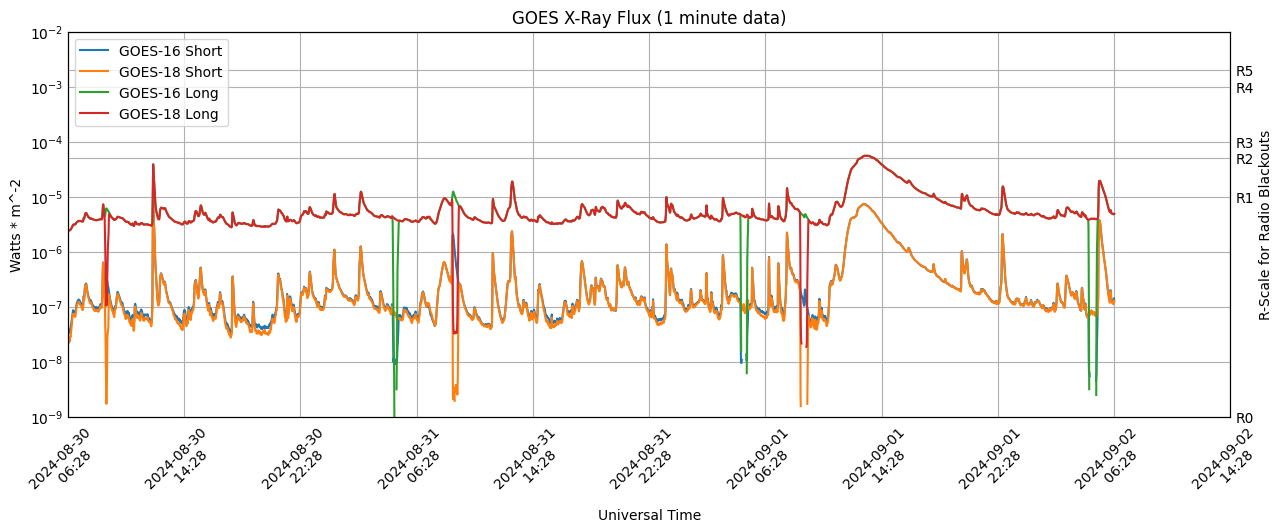 GOES X-Ray Flux (1 minute data)
GOES-16 Short
GOES-18 Short
GOES-16 Long
GOES-18 Long
10^-2
10^-3
10^-4
10^-5
10^-6
10^-7
10^-8
10^-9
Watts * m^-2
R5
R4
R3
R2
R1
R0
R-Scale for Radio Blackouts
2024-08-30
06:28
2024-08-30
14:28
2024-08-30
22:28
2024-08-31
06:28
2024-08-31
14:28
2024-08-31
22:28
2024-09-01
06:28
2024-09-01
14:28
2024-09-01
22:28
2024-09-02
06:28
2024-09-02
14:28
Universal Time